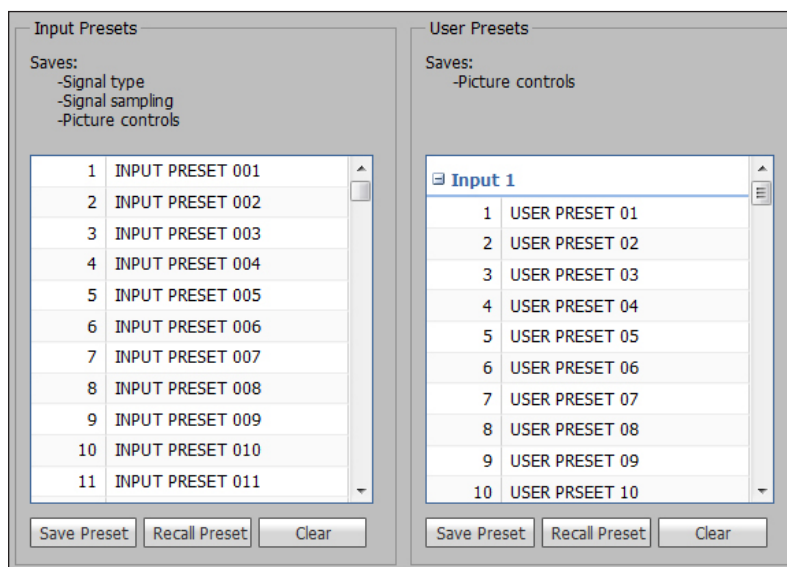 Input Presets
Saves:
-Signal type
-Signal sampling
-Picture controls
1 INPUT PRESET 001
2 INPUT PRESET 002
3 INPUT PRESET 003
4 INPUT PRESET 004
5 INPUT PRESET 005
6 INPUT PRESET 006
7 INPUT PRESET 007
8 INPUT PRESET 008
9 INPUT PRESET 009
10 INPUT PRESET 010
11 INPUT PRESET 011
Save Preset Recall Preset Clear
User Presets
Saves:
-Picture controls
Input 1
1 USER PRESET 01
2 USER PRESET 02
3 USER PRESET 03
4 USER PRESET 04
5 USER PRESET 05
6 USER PRESET 06
7 USER PRESET 07
8 USER PRESET 08
9 USER PRESET 09
10 USER PRSEET 10
Save Preset Recall Preset Clear